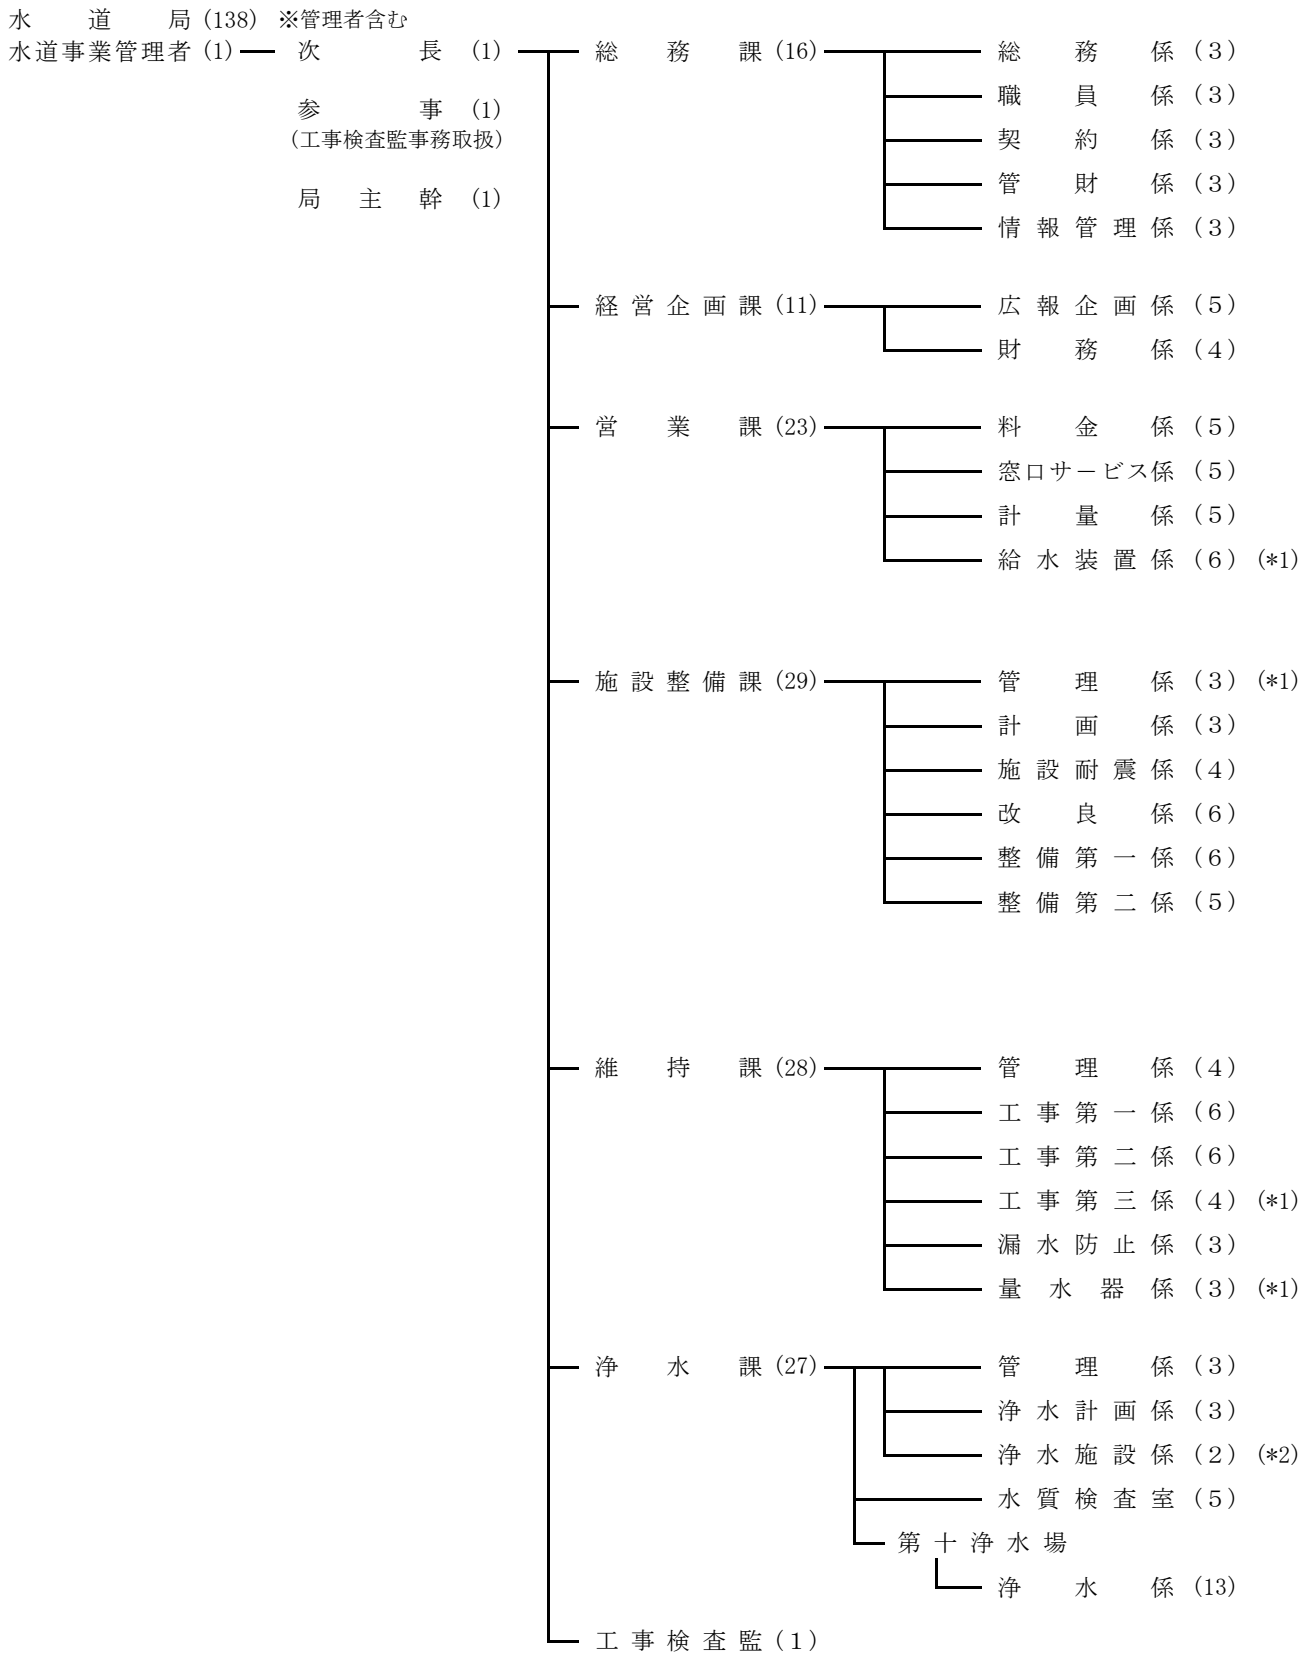 水道局 (138) ※管理者含む
水道事業管理者 (1) 次長 (1) 総務課 (16) 総務係 (3)
参事 (1) 職員係 (3)
(工事検査監事務取扱) 契約係 (3)
局主幹 (1) 管財係 (3)
情報管理係 (3)
経営企画課 (11) 広報企画係 (5)
財務係 (4)
営業課 (23) 料金係 (5)
窓口サービス係 (5)
計量係 (5)
給水装置係 (6) (*1)
施設整備課 (29) 管理係 (3) (*1)
計画係 (3)
施設耐震係 (4)
改良係 (6)
整備第一係 (6)
整備第二係 (5)
維持課 (28) 管理係 (4)
工事第一係 (6)
工事第二係 (6)
工事第三係 (4) (*1)
漏水防止係 (3)
量水器係 (3) (*1)
浄水課 (27) 管理係 (3)
浄水計画係 (3)
浄水施設係 (2) (*2)
水質検査室 (5)
第十浄水場
浄水係 (13)
工事検査監 (1)